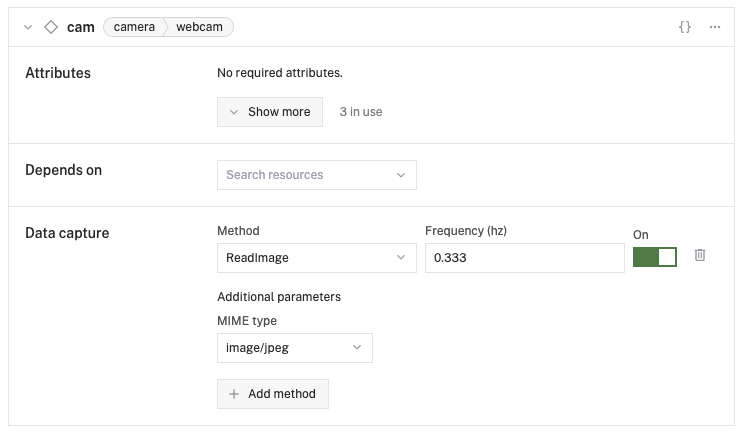 cam camera webcam {} ...
Attributes
No required attributes.
Show more 3 in use
Depends on
Search resources
Data capture
Method Frequency (hz) On
ReadImage 0.333
Additional parameters
MIME type
image/jpeg
+ Add method